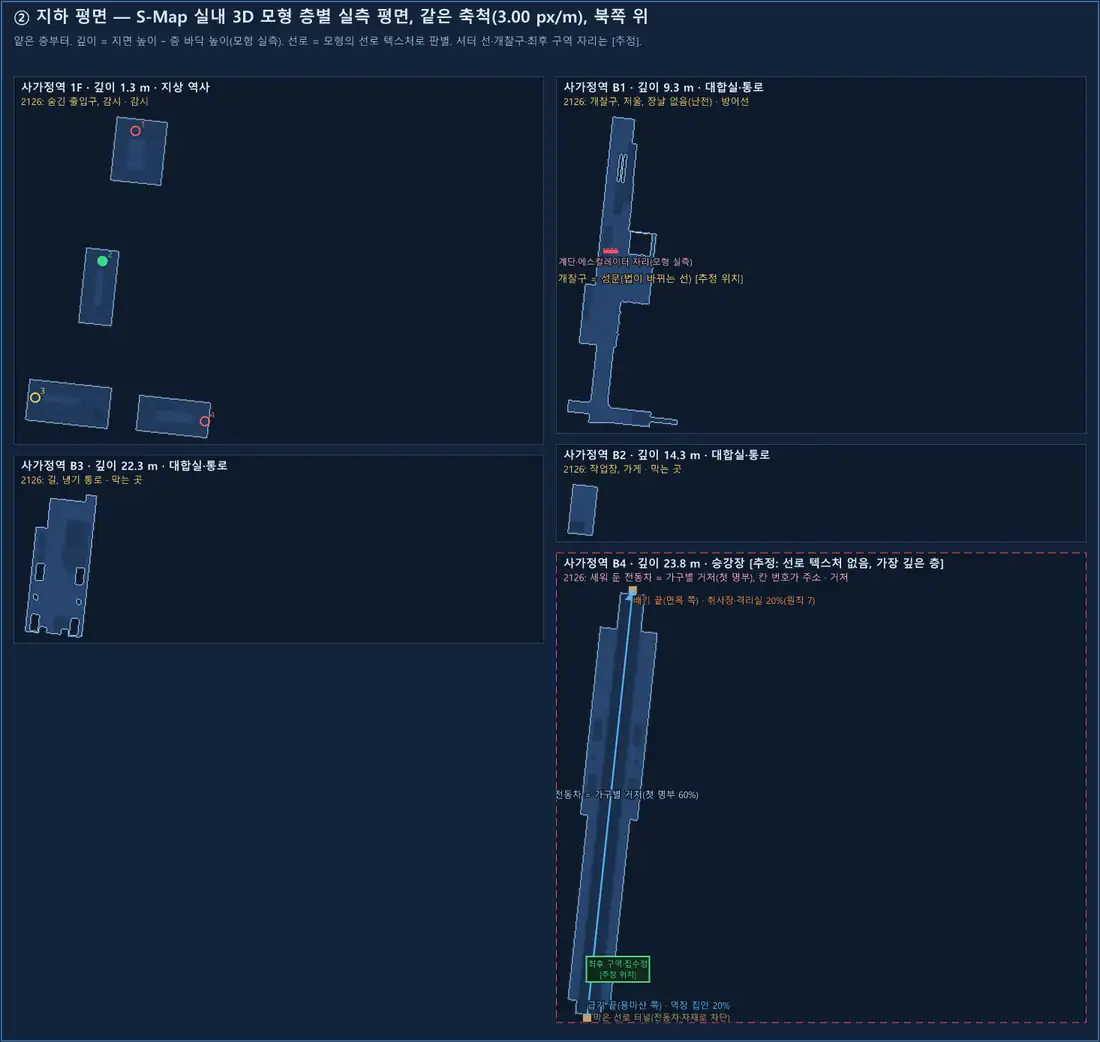 ② 지하 평면 — S-Map 실내 3D 모형 층별 실측 평면, 같은 축척(3.00 px/m), 북쪽 위
얕은 층부터. 깊이 = 지면 높이 - 층 바닥 높이(모형 실측). 선로 = 모형의 선로 텍스처로 판별. 셔터 선·개찰구·최후 구역 자리는 [추정].
사가정역 1F · 깊이 1.3 m · 지상 역사
2126: 숨긴 출입구, 감시 · 감시
1
2
3
4
사가정역 B1 · 깊이 9.3 m · 대합실·통로
2126: 개찰구, 저울, 장날 없음(난전) · 방어선
계단·에스컬레이터 자리(모형 실측)
개찰구 = 성문(법이 바뀌는 선) [추정 위치]
사가정역 B3 · 깊이 22.3 m · 대합실·통로
2126: 길, 냉기 통로 · 막는 곳
사가정역 B2 · 깊이 14.3 m · 대합실·통로
2126: 작업장, 가게 · 막는 곳
사가정역 B4 · 깊이 23.8 m · 승강장 [추정: 선로 텍스처 없음, 가장 깊은 층]
2126: 세워 둔 전동차 = 가구별 거처(첫 명부), 칸 번호가 주소 · 거처
배기 끝(면목 쪽) · 취사장·격리실 20%(원칙 7)
전동차 = 가구별 거처(첫 명부 60%)
최후 구역·집수정
[추정 위치]
급기 끝(용마산 쪽) · 역장 집안 20%
막은 선로 터널(전동차·자재로 차단)